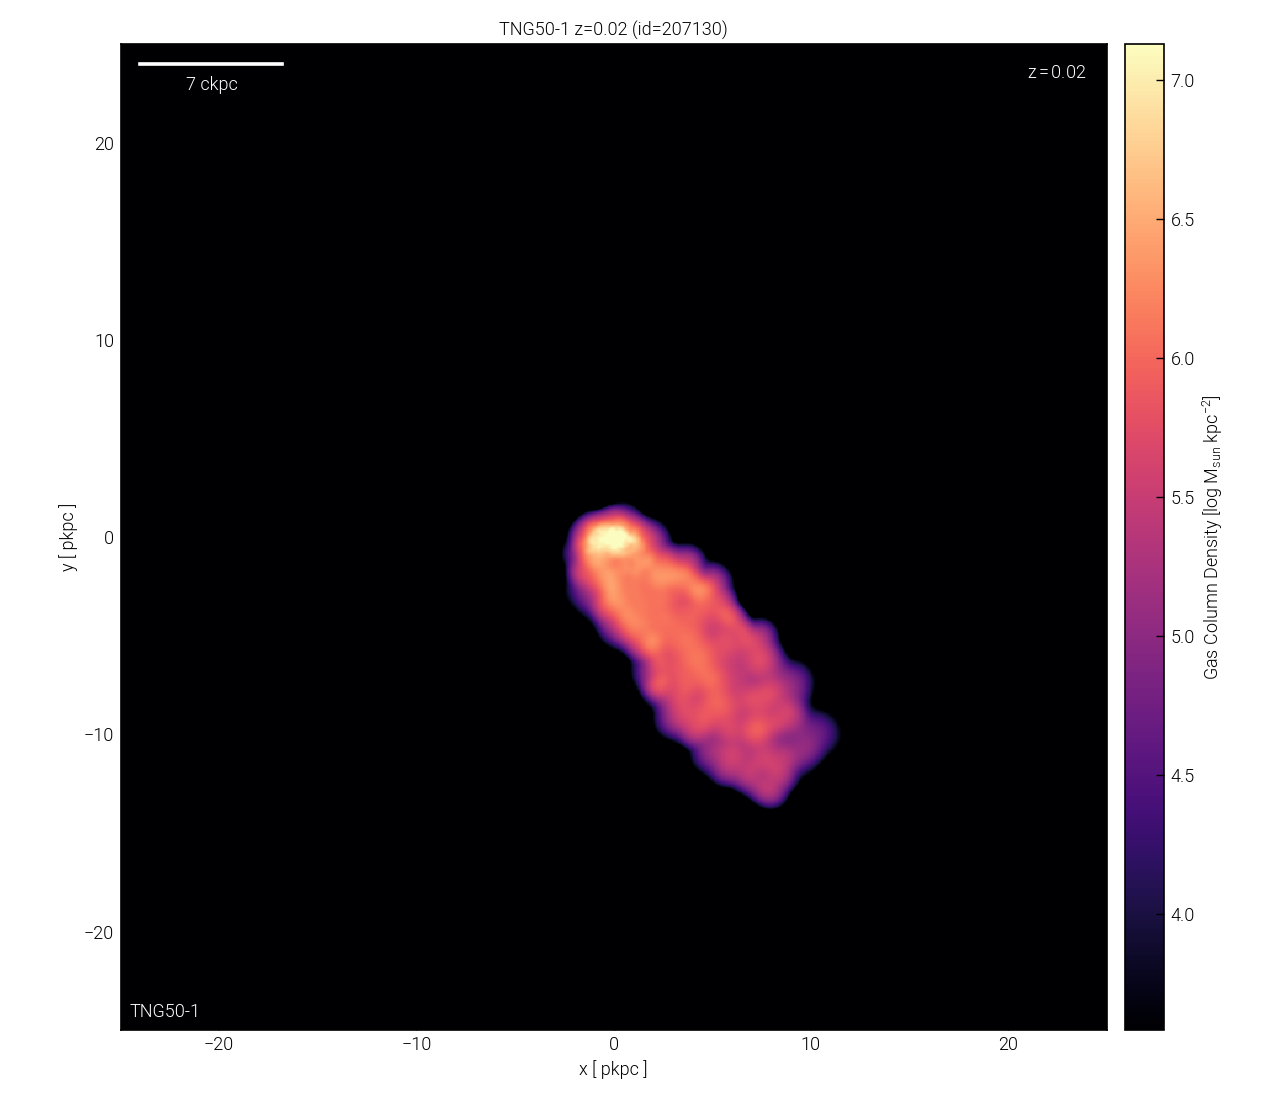 TNG50-1 z=0.02 (id=207130)
7 ckpc
z=0.02
TNG50-1
20
10
0
−10
−20
y [ pkpc ]
−20
−10
0
10
20
x [ pkpc ]
7.0
6.5
6.0
5.5
5.0
4.5
4.0
Gas Column Density [log M_sun kpc^−2]